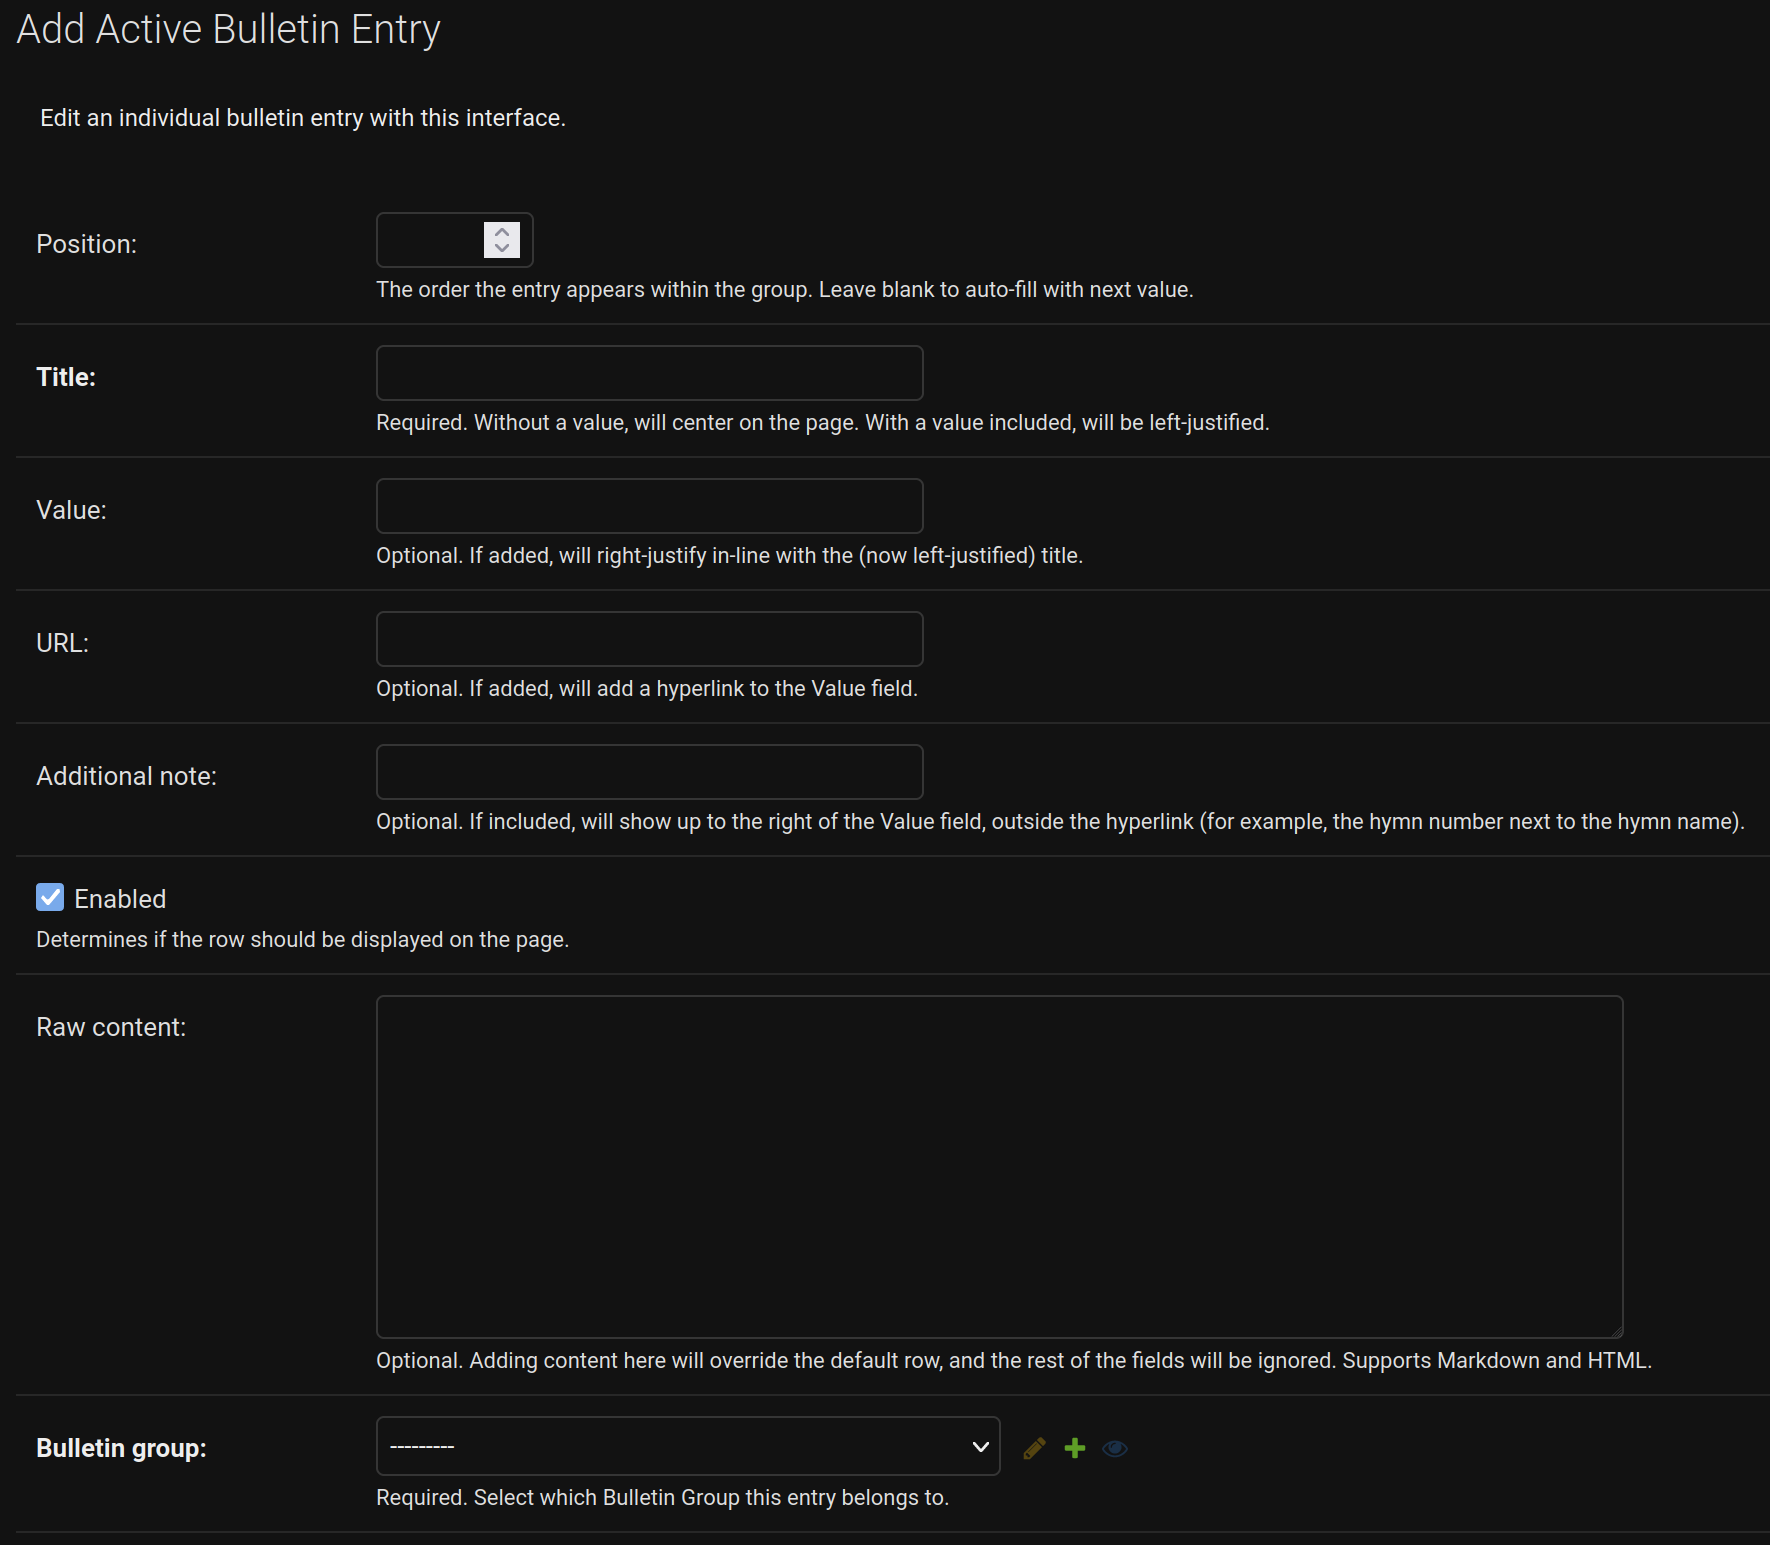 Add Active Bulletin Entry
Edit an individual bulletin entry with this interface.
Position:
The order the entry appears within the group. Leave blank to auto-fill with next value.
Title:
Required. Without a value, will center on the page. With a value included, will be left-justified.
Value:
Optional. If added, will right-justify in-line with the (now left-justified) title.
URL:
Optional. If added, will add a hyperlink to the Value field.
Additional note:
Optional. If included, will show up to the right of the Value field, outside the hyperlink (for example, the hymn number next to the hymn name).
Enabled
Determines if the row should be displayed on the page.
Raw content:
Optional. Adding content here will override the default row, and the rest of the fields will be ignored. Supports Markdown and HTML.
Bulletin group:
---------
Required. Select which Bulletin Group this entry belongs to.